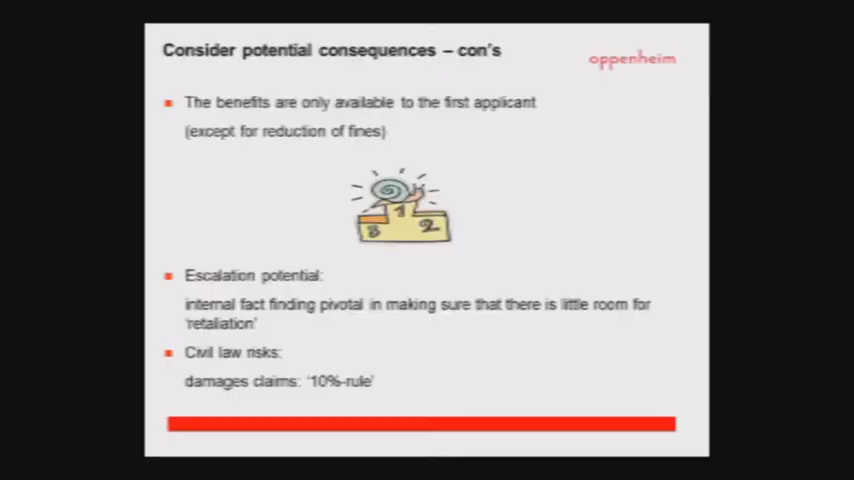 Consider potential consequences – con's
oppenheim
The benefits are only available to the first applicant
(except for reduction of fines)
1
3 2
Escalation potential:
internal fact finding pivotal in making sure that there is little room for
'retaliation'
Civil law risks:
damages claims: '10%-rule'